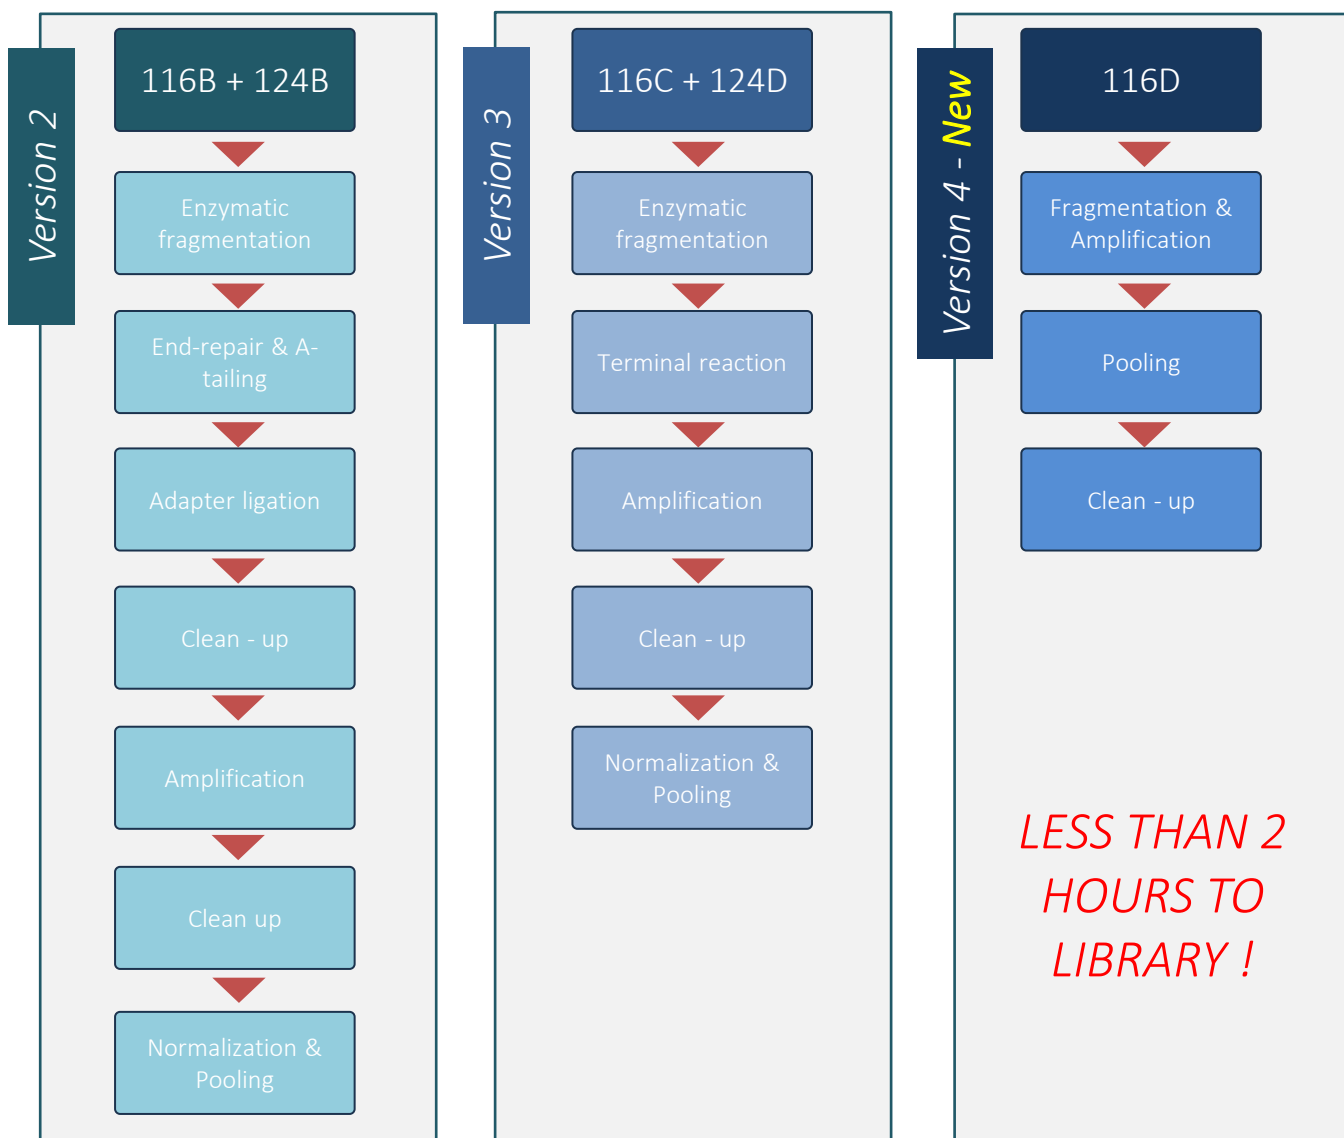 Version 2
116B + 124B
Enzymatic
fragmentation
End-repair & A-
tailing
Adapter ligation
Clean - up
Amplification
Clean up
Normalization &
Pooling
Version 3
116C + 124D
Enzymatic
fragmentation
Terminal reaction
Amplification
Clean - up
Normalization &
Pooling
Version 4 - New
116D
Fragmentation &
Amplification
Pooling
Clean - up
LESS THAN 2
HOURS TO
LIBRARY !